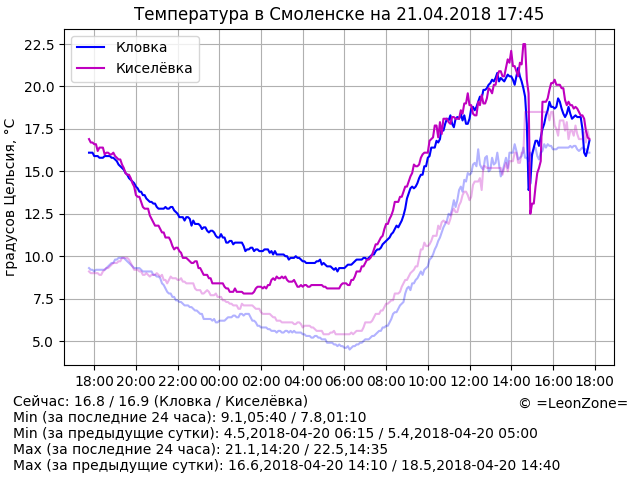 Температура в Смоленске на 21.04.2018 17:45
градусов Цельсия, °C
22.5
20.0
17.5
15.0
12.5
10.0
7.5
5.0
Кловка
Киселёвка
18:00 20:00 22:00 00:00 02:00 04:00 06:00 08:00 10:00 12:00 14:00 16:00 18:00
Сейчас: 16.8 / 16.9 (Кловка / Киселёвка)
© =LeonZone=
Min (за последние 24 часа): 9.1,05:40 / 7.8,01:10
Min (за предыдущие сутки): 4.5,2018-04-20 06:15 / 5.4,2018-04-20 05:00
Max (за последние 24 часа): 21.1,14:20 / 22.5,14:35
Max (за предыдущие сутки): 16.6,2018-04-20 14:10 / 18.5,2018-04-20 14:40